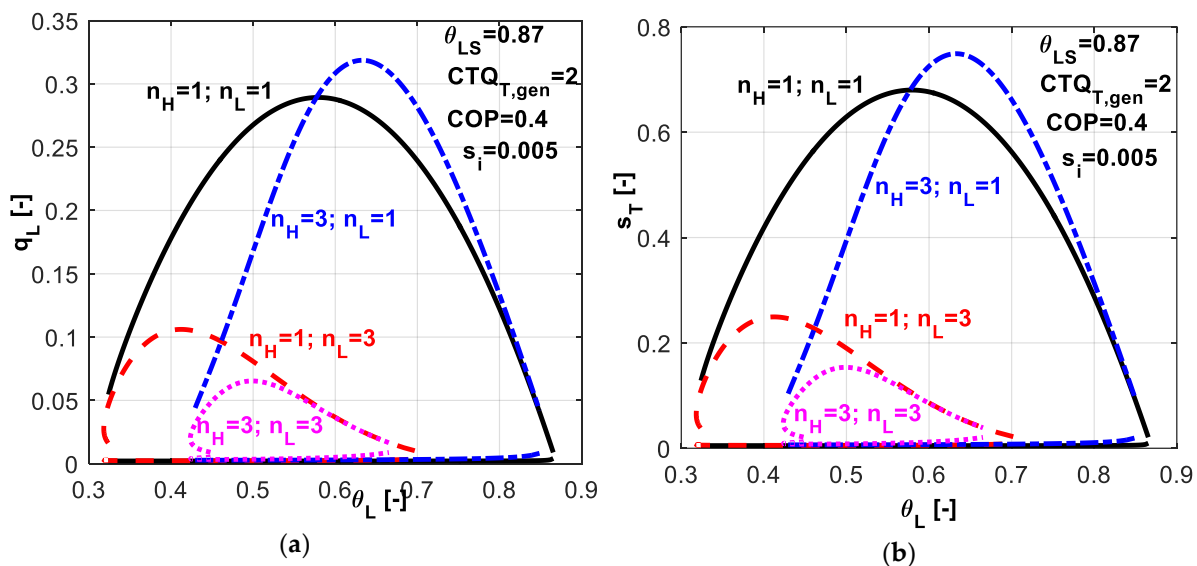 0.35
0.3
0.25
0.2
0.15
0.1
0.05
0
q_L [-]
θ_LS=0.87
CTQ_T,gen=2
COP=0.4
s_i=0.005
n_H=1; n_L=1
n_H=3; n_L=1
n_H=1; n_L=3
n_H=3; n_L=3
0.3 0.4 0.5 0.6 0.7 0.8 0.9
θ_L [-]
(a)
0.8
0.6
0.4
0.2
0
s_T [-]
θ_LS=0.87
CTQ_T,gen=2
COP=0.4
s_i=0.005
n_H=1; n_L=1
n_H=3; n_L=1
n_H=1; n_L=3
n_H=3; n_L=3
0.3 0.4 0.5 0.6 0.7 0.8 0.9
θ_L [-]
(b)